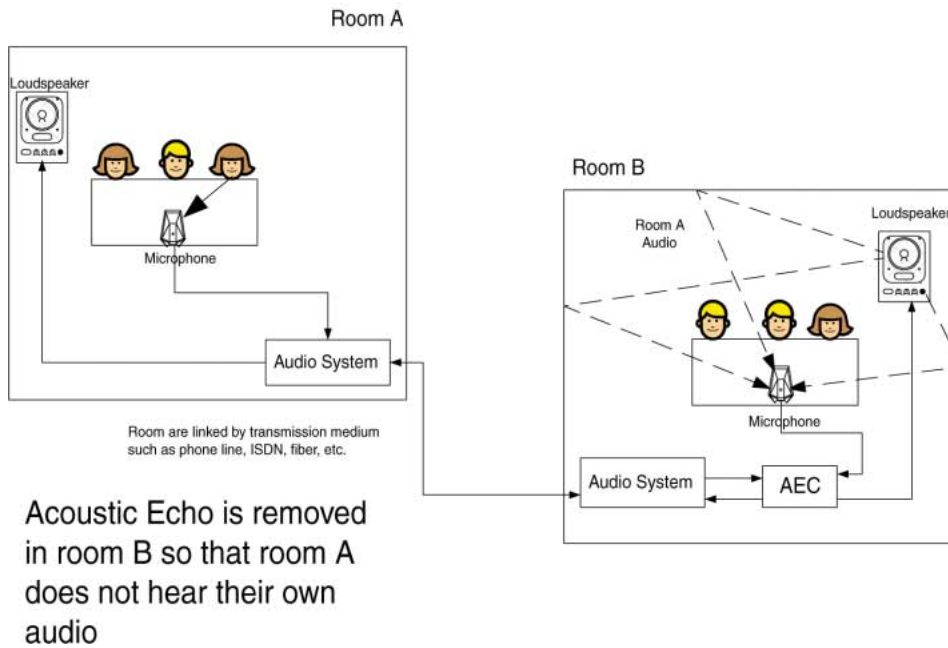 Room A
Loudspeaker
Microphone
Audio System
Room are linked by transmission medium
such as phone line, ISDN, fiber, etc.
Acoustic Echo is removed
in room B so that room A
does not hear their own
audio
Room B
Room A
Audio
Loudspeaker
Microphone
Audio System
AEC